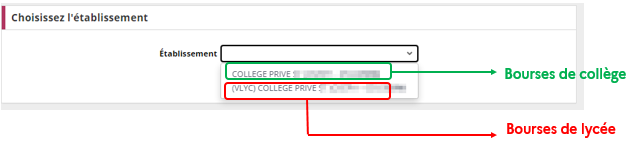 Choisissez l'établissement
Établissement
COLLEGE PRIVE
Bourses de collège
(VLYC) COLLEGE PRIVE
Bourses de lycée